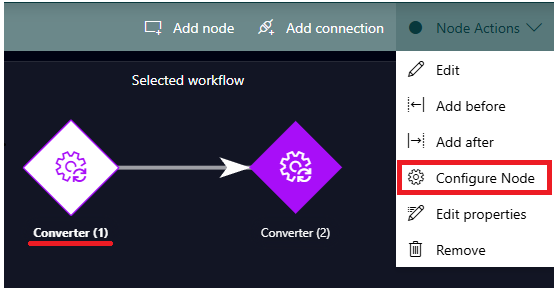 Add node
Add connection
Node Actions
Selected workflow
Edit
Add before
Add after
Configure Node
Edit properties
Remove
Converter (1)
Converter (2)